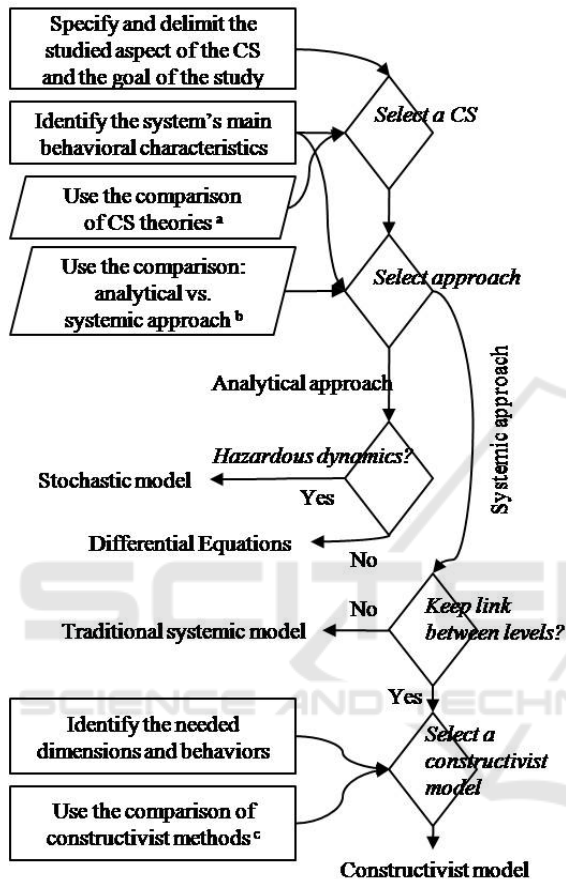 Specify and delimit the
studied aspect of the CS
and the goal of the study
Select a CS
Identify the system's main
behavioral characteristics
Use the comparison
of CS theories a
Use the comparison:
analytical vs.
systemic approach b
Select approach
Analytical approach
Systemic approach
Hazardous dynamics?
Stochastic model
Yes
Differential Equations
No
No
Keep link
between levels?
Traditional systemic model
Yes
Identify the needed
dimensions and behaviors
Select a
constructivist
model
Use the comparison of
constructivist methods c
Constructivist model
SCIENCE AND TECHN